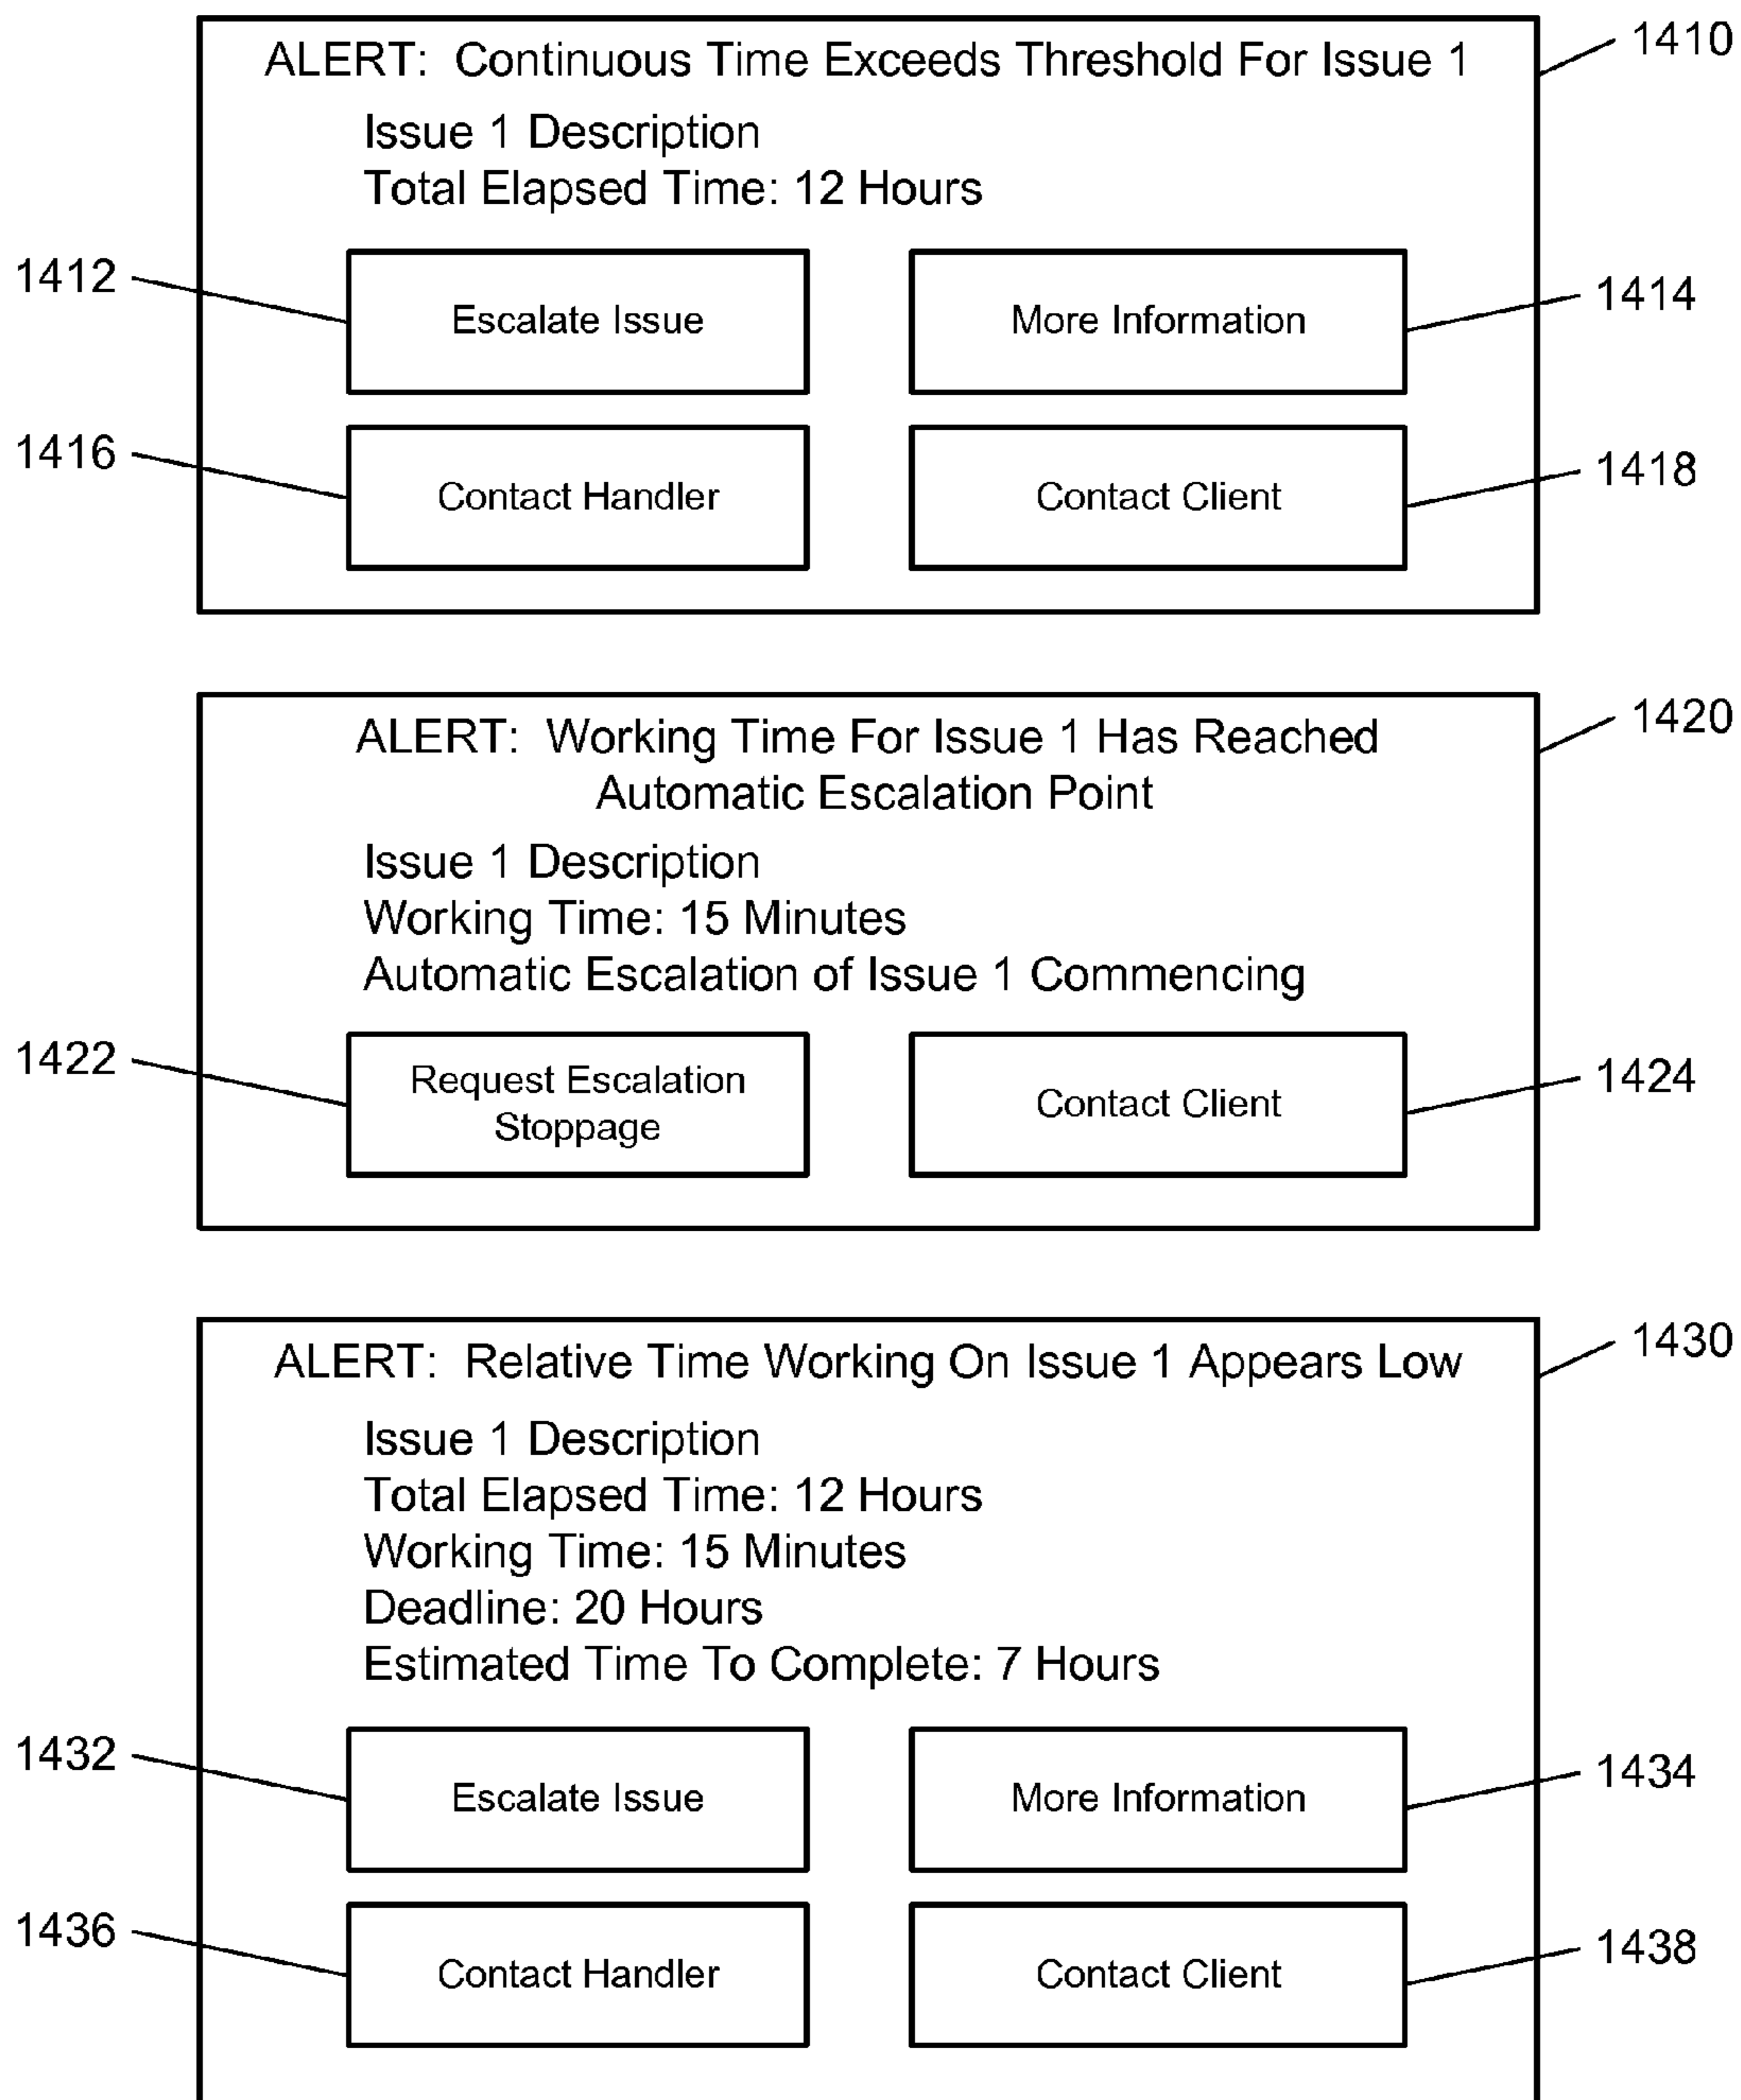 ALERT: Continuous Time Exceeds Threshold For Issue 1
1410
Issue 1 Description
Total Elapsed Time: 12 Hours
1412
Escalate Issue
More Information
1414
1416
Contact Handler
Contact Client
1418
ALERT: Working Time For Issue 1 Has Reached
Automatic Escalation Point
1420
Issue 1 Description
Working Time: 15 Minutes
Automatic Escalation of Issue 1 Commencing
1422
Request Escalation
Stoppage
Contact Client
1424
ALERT: Relative Time Working On Issue 1 Appears Low
1430
Issue 1 Description
Total Elapsed Time: 12 Hours
Working Time: 15 Minutes
Deadline: 20 Hours
Estimated Time To Complete: 7 Hours
1432
Escalate Issue
More Information
1434
1436
Contact Handler
Contact Client
1438